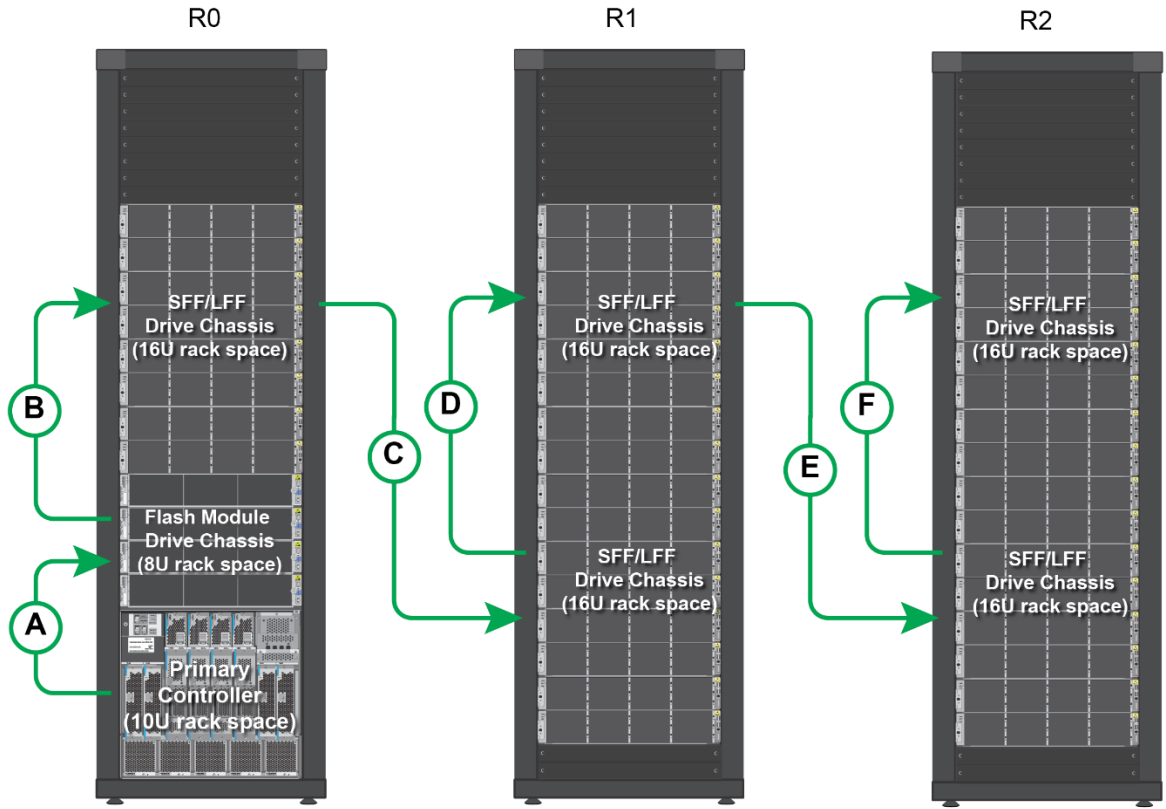 R0
R1
R2
SFF/LFF
Drive Chassis
(16U rack space)
Flash Module
Drive Chassis
(8U rack space)
Primary
Controller
(10U rack space)
B
A
C
SFF/LFF
Drive Chassis
(16U rack space)
SFF/LFF
Drive Chassis
(16U rack space)
D
E
SFF/LFF
Drive Chassis
(16U rack space)
SFF/LFF
Drive Chassis
(16U rack space)
F